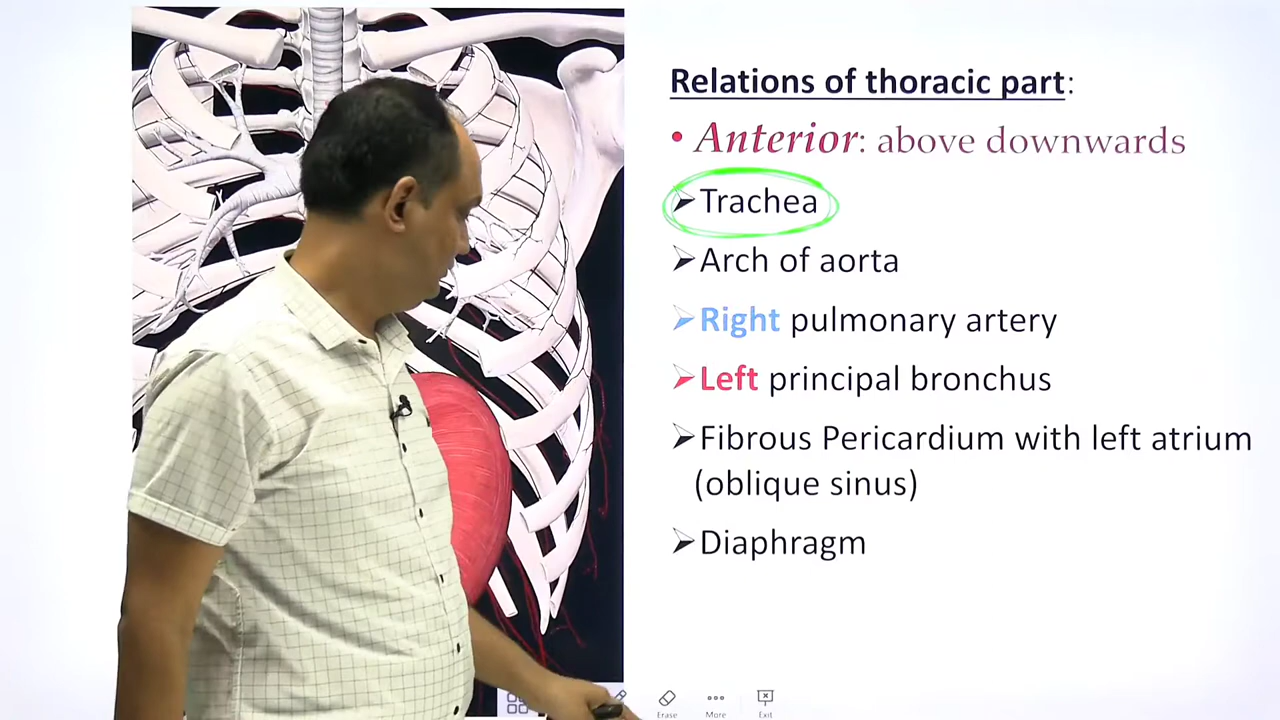 Relations of thoracic part:
• Anterior: above downwards
➢Trachea
➢Arch of aorta
➢Right pulmonary artery
➢Left principal bronchus
➢Fibrous Pericardium with left atrium
(oblique sinus)
➢Diaphragm
Erase
More
Exit